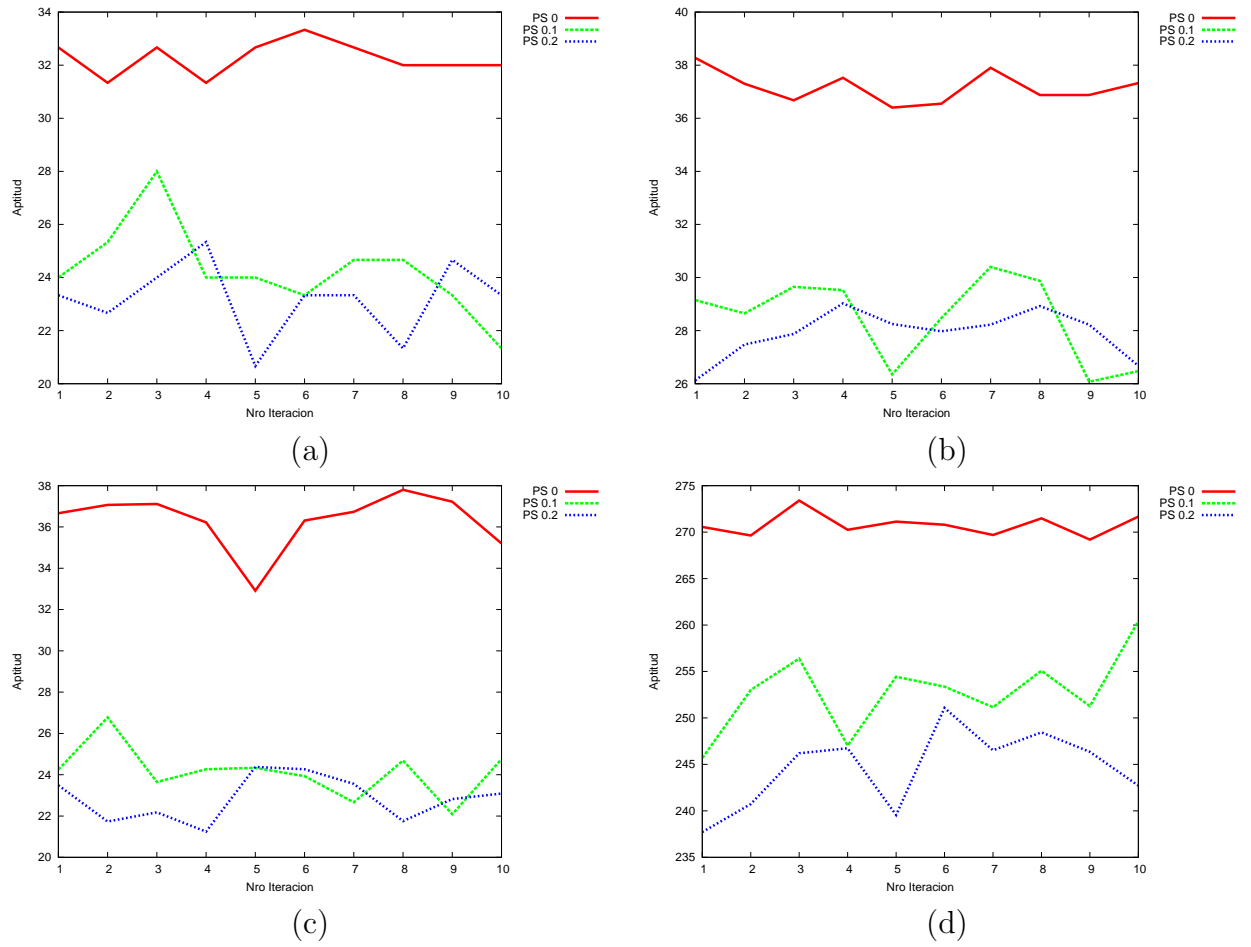 PS 0
PS 0.1
PS 0.2
34
32
30
28
26
24
22
20
Aptitud
1 2 3 4 5 6 7 8 9 10
Nro Iteracion
(a)
PS 0
PS 0.1
PS 0.2
40
38
36
34
32
30
28
26
Aptitud
1 2 3 4 5 6 7 8 9 10
Nro Iteracion
(b)
PS 0
PS 0.1
PS 0.2
38
36
34
32
30
28
26
24
22
20
Aptitud
1 2 3 4 5 6 7 8 9 10
Nro Iteracion
(c)
PS 0
PS 0.1
PS 0.2
275
270
265
260
255
250
245
240
235
Aptitud
1 2 3 4 5 6 7 8 9 10
Nro Iteracion
(d)